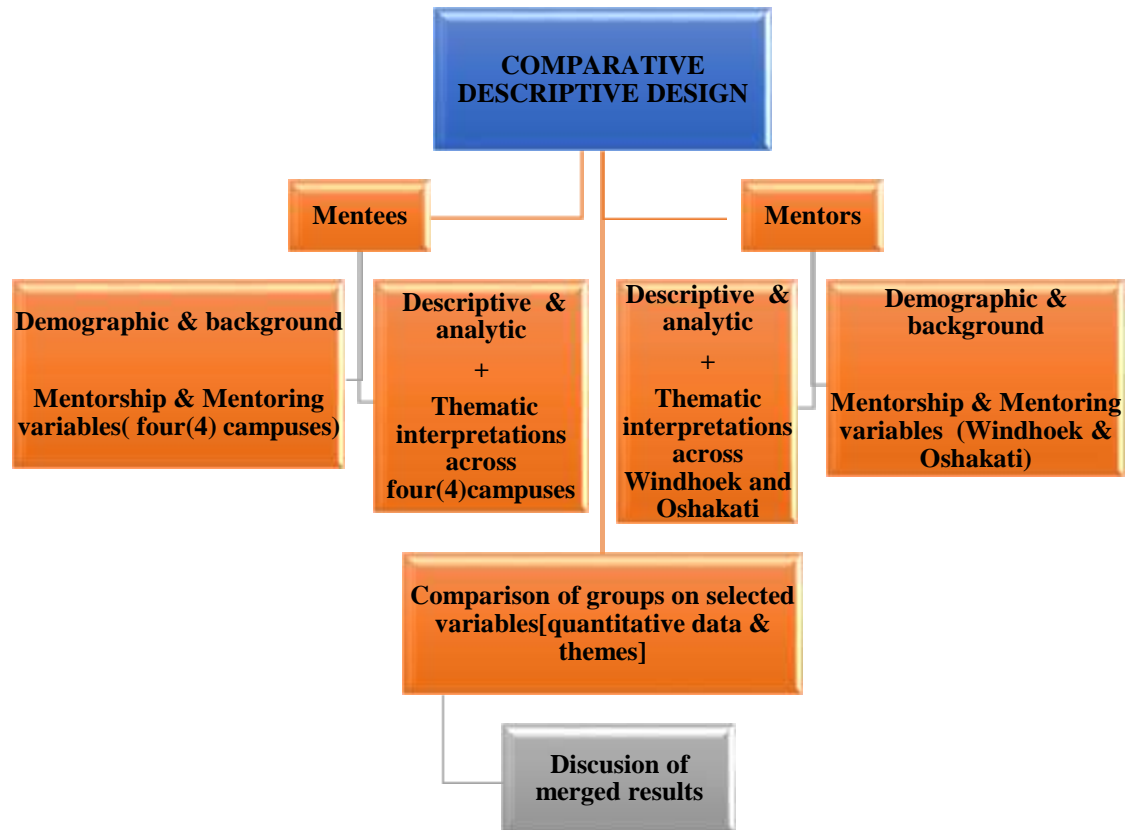 COMPARATIVE
DESCRIPTIVE DESIGN
Mentees
Mentors
Demographic & background
Mentorship & Mentoring
variables( four(4) campuses)
Descriptive &
analytic
+
Thematic
interpretations
across
four(4)campuses
Descriptive &
analytic
+
Thematic
interpretations
across
Windhoek and
Oshakati
Demographic &
background
Mentorship & Mentoring
variables (Windhoek &
Oshakati)
Comparison of groups on selected
variables[quantitative data &
themes]
Discusion of
merged results